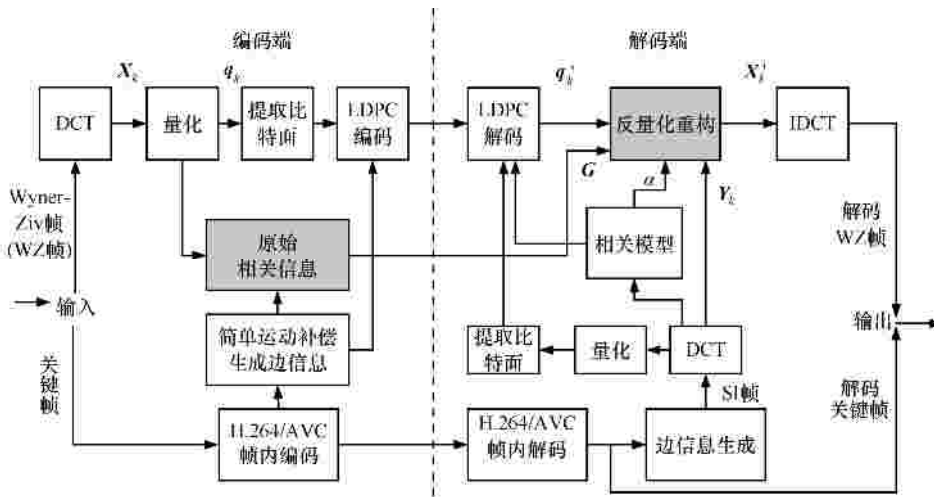 编码端
解码端
X_k
q_k
q_k'
X_k'
DCT
量化
提取比
特面
LDPC
编码
LDPC
解码
反量化重构
IDCT
G
α
Y_k
Wyner-
Ziv帧
(WZ帧)
原始
相关信息
相关模型
解码
WZ帧
输入
简单运动补偿
生成边信息
提取比
特面
量化
DCT
输出
关
键
帧
SI帧
解码
关键帧
H.264/AVC
帧内编码
H.264/AVC
帧内解码
边信息生成